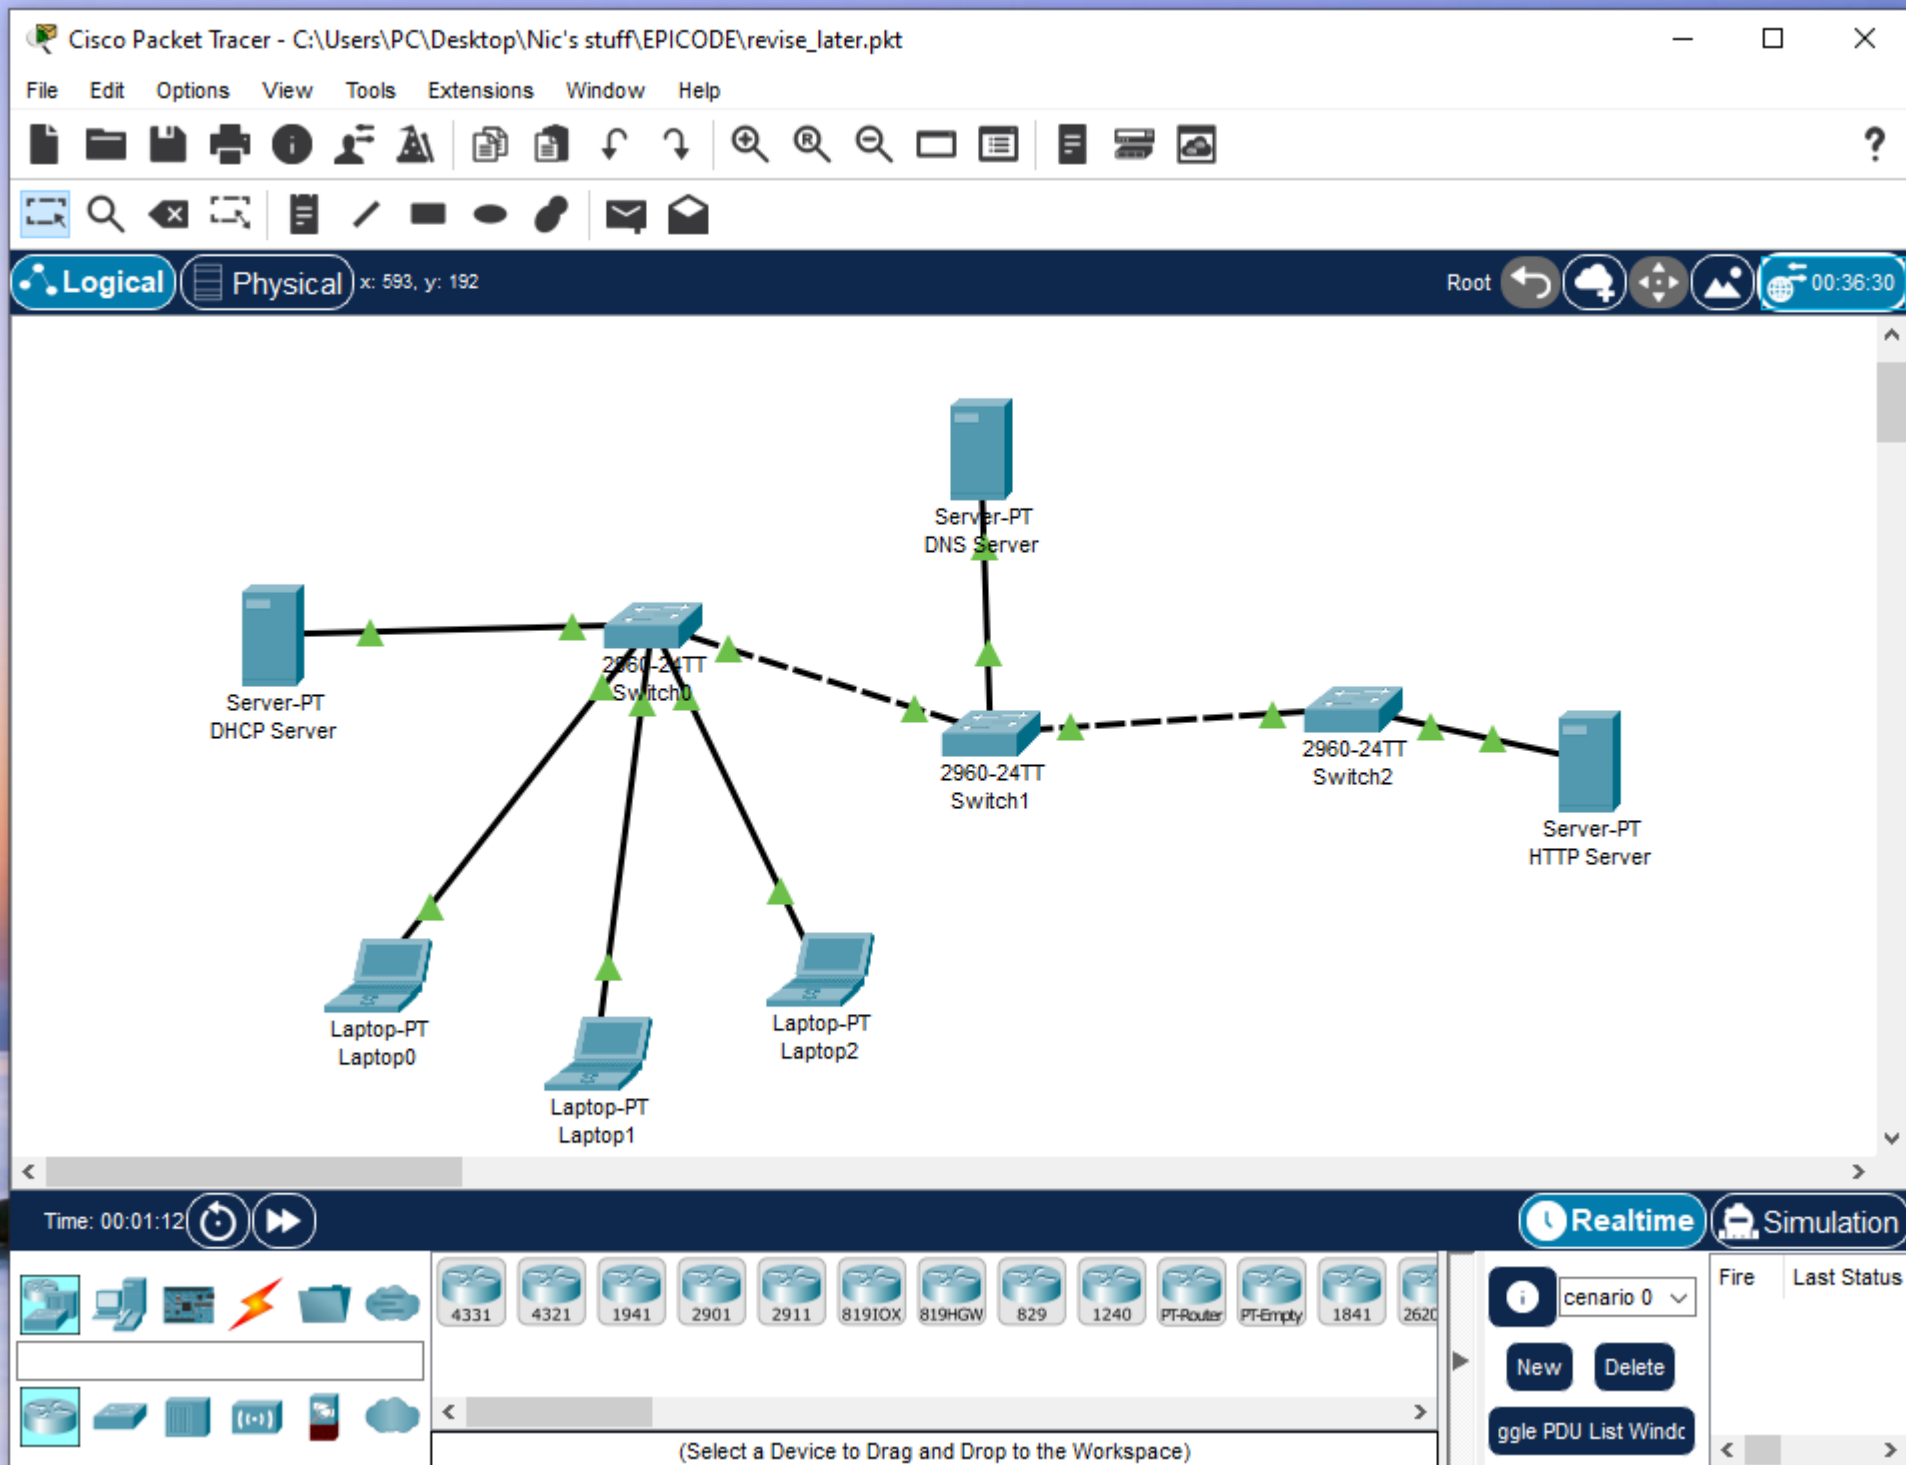 Cisco Packet Tracer - C:\Users\PC\Desktop\Nic's stuff\EPICODE\revise_later.pkt
File Edit Options View Tools Extensions Window Help
?
Logical Physical x: 593, y: 192 Root 00:36:30
Server-PT
DNS Server
2960-24TT
Switch0
Server-PT
DHCP Server
2960-24TT
Switch1
2960-24TT
Switch2
Server-PT
HTTP Server
Laptop-PT
Laptop0
Laptop-PT
Laptop2
Laptop-PT
Laptop1
Time: 00:01:12 Realtime Simulation
4331 4321 1941 2901 2911 819IOX 819HGW 829 1240 PT-Router PT-Empty 1841 262C
cenario 0
Fire Last Status
New Delete
ggle PDU List Windc
(Select a Device to Drag and Drop to the Workspace)